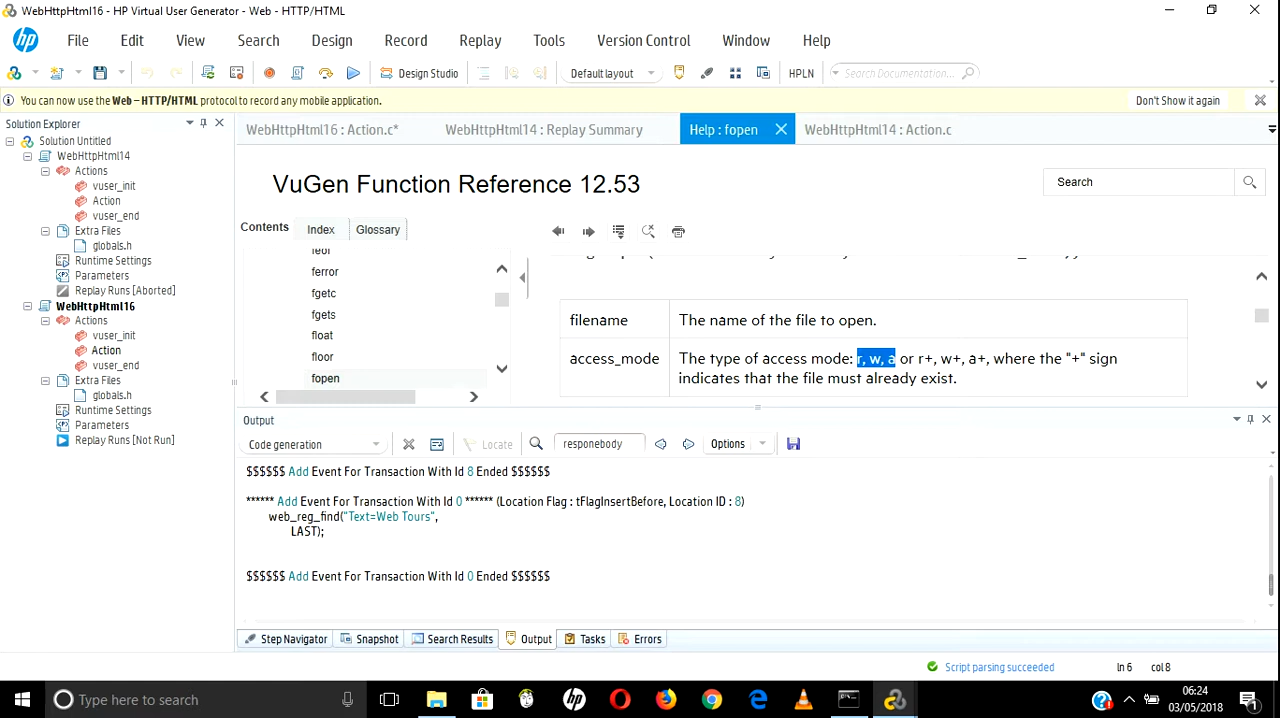 WebHttpHtml16 - HP Virtual User Generator - Web - HTTP/HTML
hp File Edit View Search Design Record Replay Tools Version Control Window Help
Design Studio Default layout HPLN Search Documentation...
You can now use the Web – HTTP/HTML protocol to record any mobile application. Don't Show it again
Solution Explorer
Solution Untitled
WebHttpHtml14
Actions
vuser_init
Action
vuser_end
Extra Files
globals.h
Runtime Settings
Parameters
Replay Runs [Aborted]
WebHttpHtml16
Actions
vuser_init
Action
vuser_end
Extra Files
globals.h
Runtime Settings
Parameters
Replay Runs [Not Run]
WebHttpHtml16 : Action.c* WebHttpHtml14 : Replay Summary Help : fopen WebHttpHtml14 : Action.c
VuGen Function Reference 12.53
Search
Contents Index Glossary
feof
ferror
fgetc
fgets
float
floor
fopen
filename The name of the file to open.
access_mode The type of access mode: r, w, a or r+, w+, a+, where the "+" sign
indicates that the file must already exist.
Output
Code generation Locate responebody Options
$$$$$$ Add Event For Transaction With Id 8 Ended $$$$$$
****** Add Event For Transaction With Id 0 ****** (Location Flag : tFlagInsertBefore, Location ID : 8)
web_reg_find("Text=Web Tours",
LAST);
$$$$$$ Add Event For Transaction With Id 0 Ended $$$$$$
Step Navigator Snapshot Search Results Output Tasks Errors
Script parsing succeeded ln 6 col 8
Type here to search
hp
06:24
03/05/2018
1